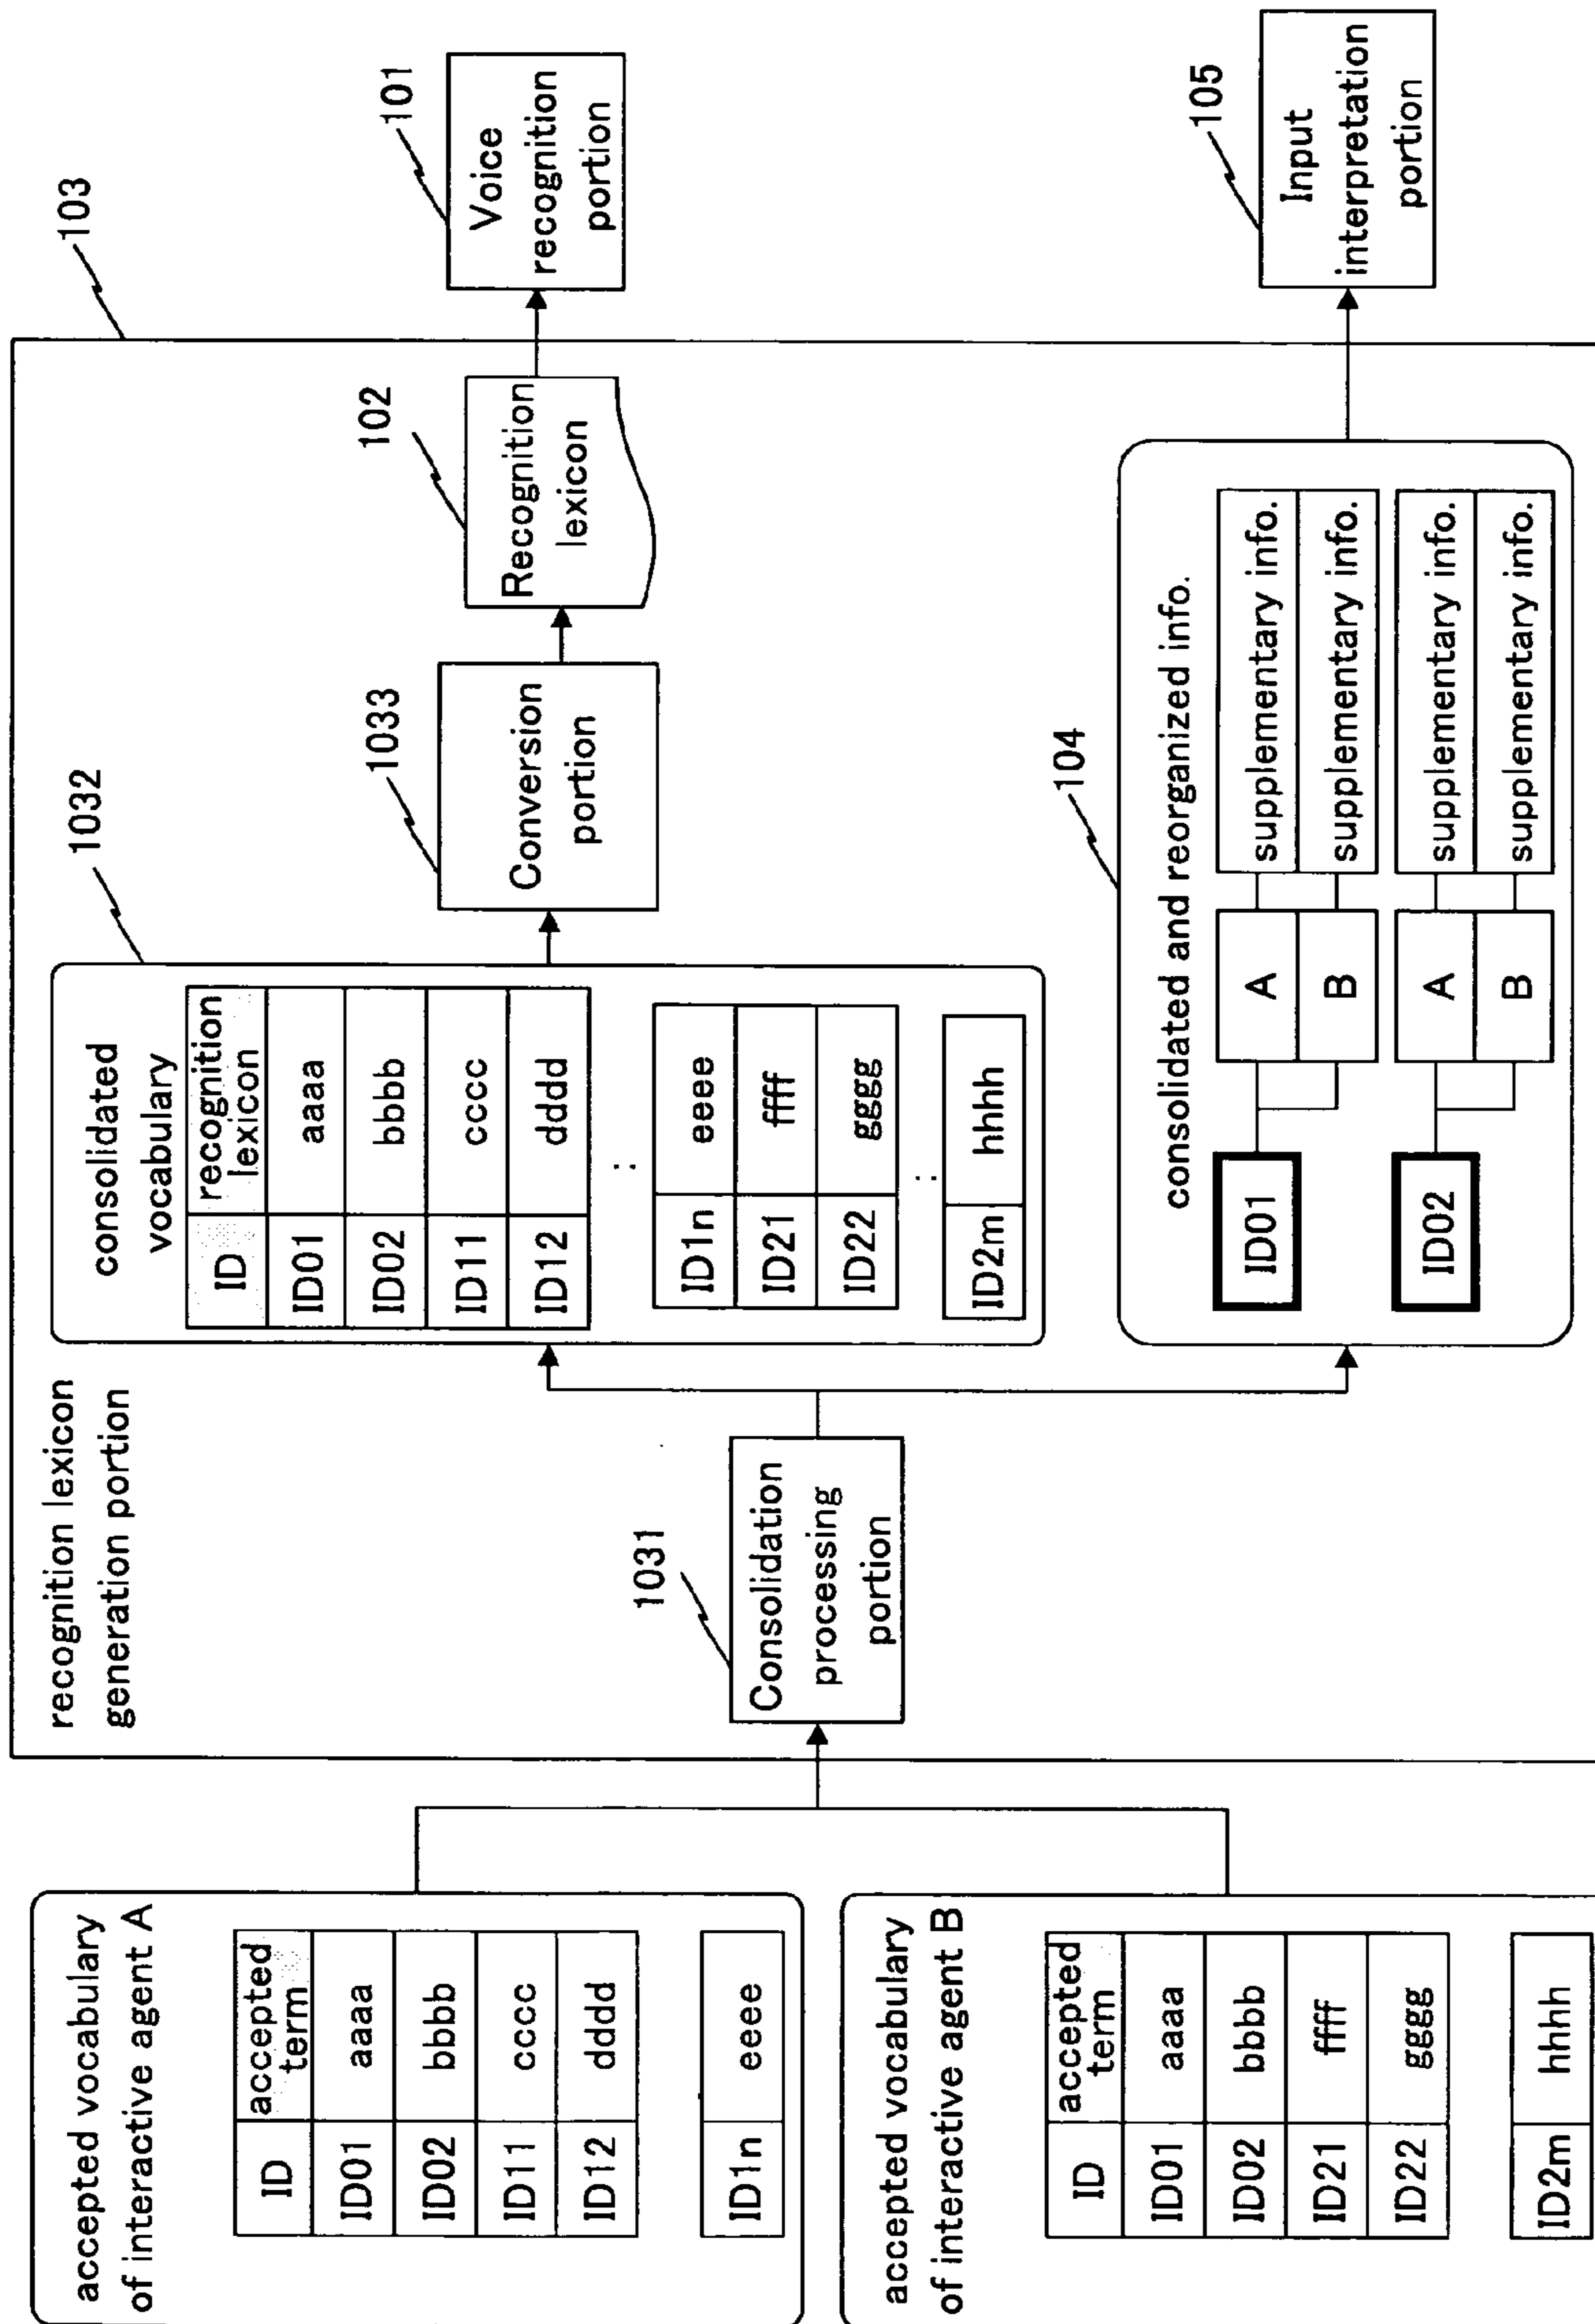 accepted vocabulary
of interactive agent A
ID accepted term
ID01 aaaa
ID02 bbbb
ID11 cccc
ID12 dddd
ID1n eeee
accepted vocabulary
of interactive agent B
ID accepted term
ID01 aaaa
ID02 bbbb
ID21 ffff
ID22 gggg
ID2m hhhh
103
recognition lexicon
generation portion
1031
Consolidation
processing
portion
1032
consolidated
vocabulary
ID recognition lexicon
ID01 aaaa
ID02 bbbb
ID11 cccc
ID12 dddd
:
ID1n eeee
ID21 ffff
ID22 gggg
:
ID2m hhhh
1033
Conversion
portion
102
Recognition
lexicon
101
Voice
recognition
portion
104
consolidated and reorganized info.
ID01
A supplementary info.
B supplementary info.
ID02
A supplementary info.
B supplementary info.
105
Input
interpretation
portion